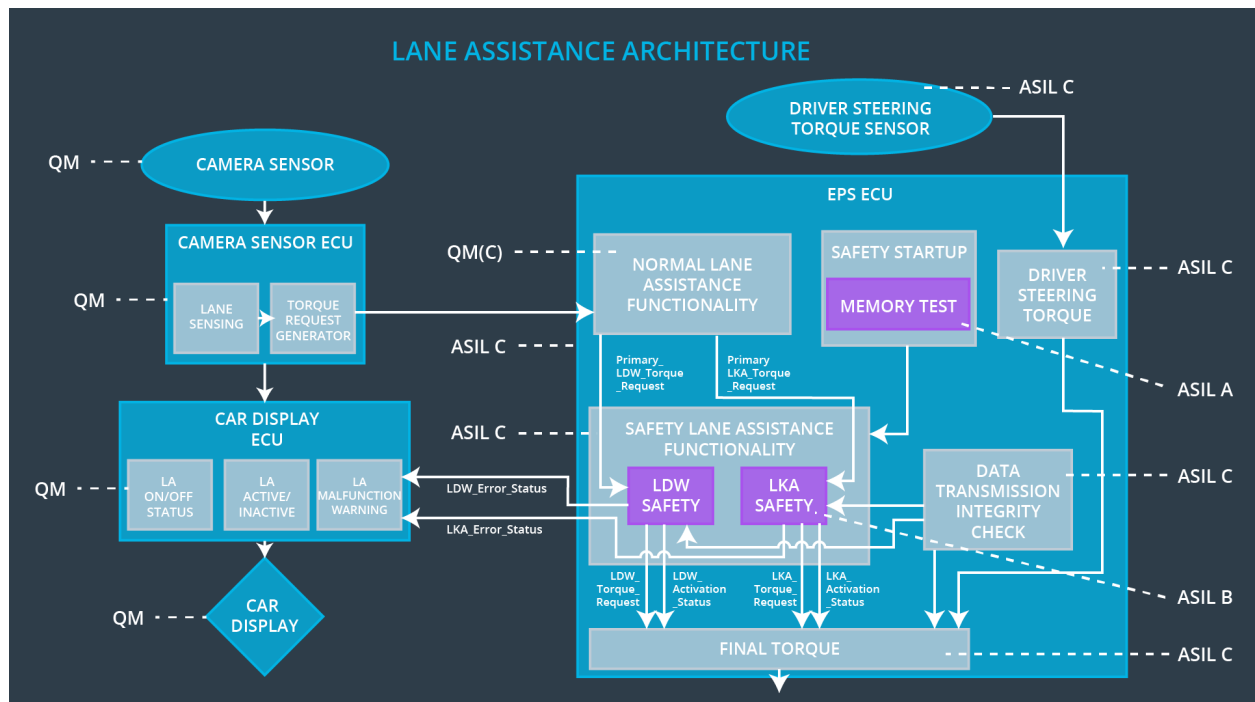 LANE ASSISTANCE ARCHITECTURE
ASIL C
DRIVER STEERING
TORQUE SENSOR
QM
CAMERA SENSOR
EPS ECU
CAMERA SENSOR ECU
QM(C)
NORMAL LANE
ASSISTANCE
FUNCTIONALITY
SAFETY STARTUP
MEMORY TEST
DRIVER
STEERING
TORQUE
ASIL C
QM
LANE
SENSING
TORQUE
REQUEST
GENERATOR
ASIL C
Primary_
LDW_Torque
_Request
Primary
LKA_Torque
_Request
ASIL A
CAR DISPLAY
ECU
ASIL C
SAFETY LANE ASSISTANCE
FUNCTIONALITY
QM
LA
ON/OFF
STATUS
LA
ACTIVE/
INACTIVE
LA
MALFUNCTION
WARNING
LDW_Error_Status
LKA_Error_Status
LDW
SAFETY
LKA
SAFETY
DATA
TRANSMISSION
INTEGRITY
CHECK
ASIL C
LDW_
Torque_
Request
LDW_
Activation
_Status
LKA_
Torque_
Request
LKA_
Activation
_Status
ASIL B
QM
CAR
DISPLAY
FINAL TORQUE
ASIL C